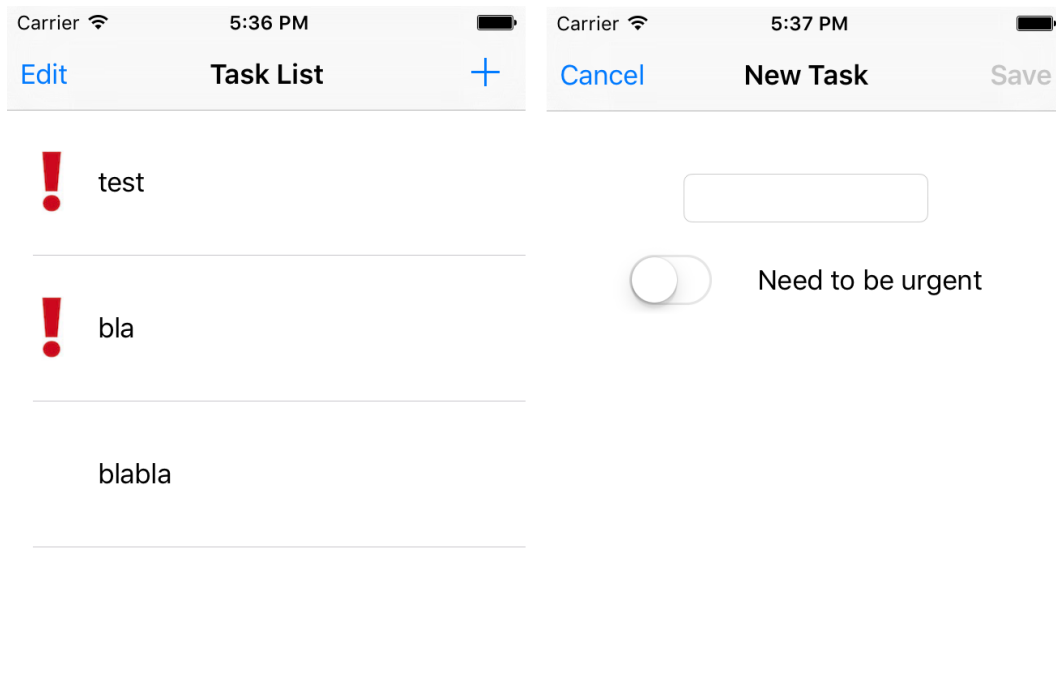 Carrier 5:36 PM
Edit Task List +
test
bla
blabla
Carrier 5:37 PM
Cancel New Task Save
Need to be urgent